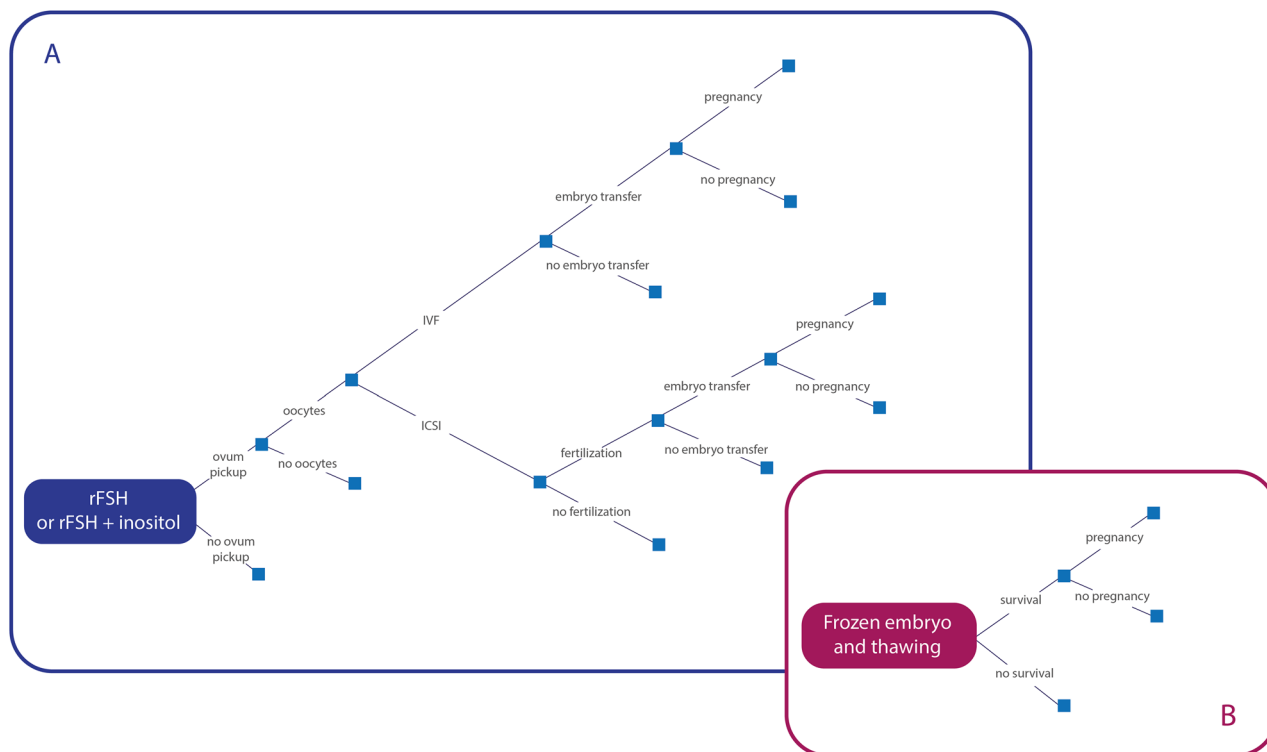 A
pregnancy
no pregnancy
embryo transfer
no embryo transfer
IVF
pregnancy
embryo transfer
no pregnancy
oocytes
ICSI
fertilization
no embryo transfer
ovum
pickup
no oocytes
rFSH
or rFSH + inositol
no fertilization
no ovum
pickup
pregnancy
survival
no pregnancy
Frozen embryo
and thawing
no survival
B